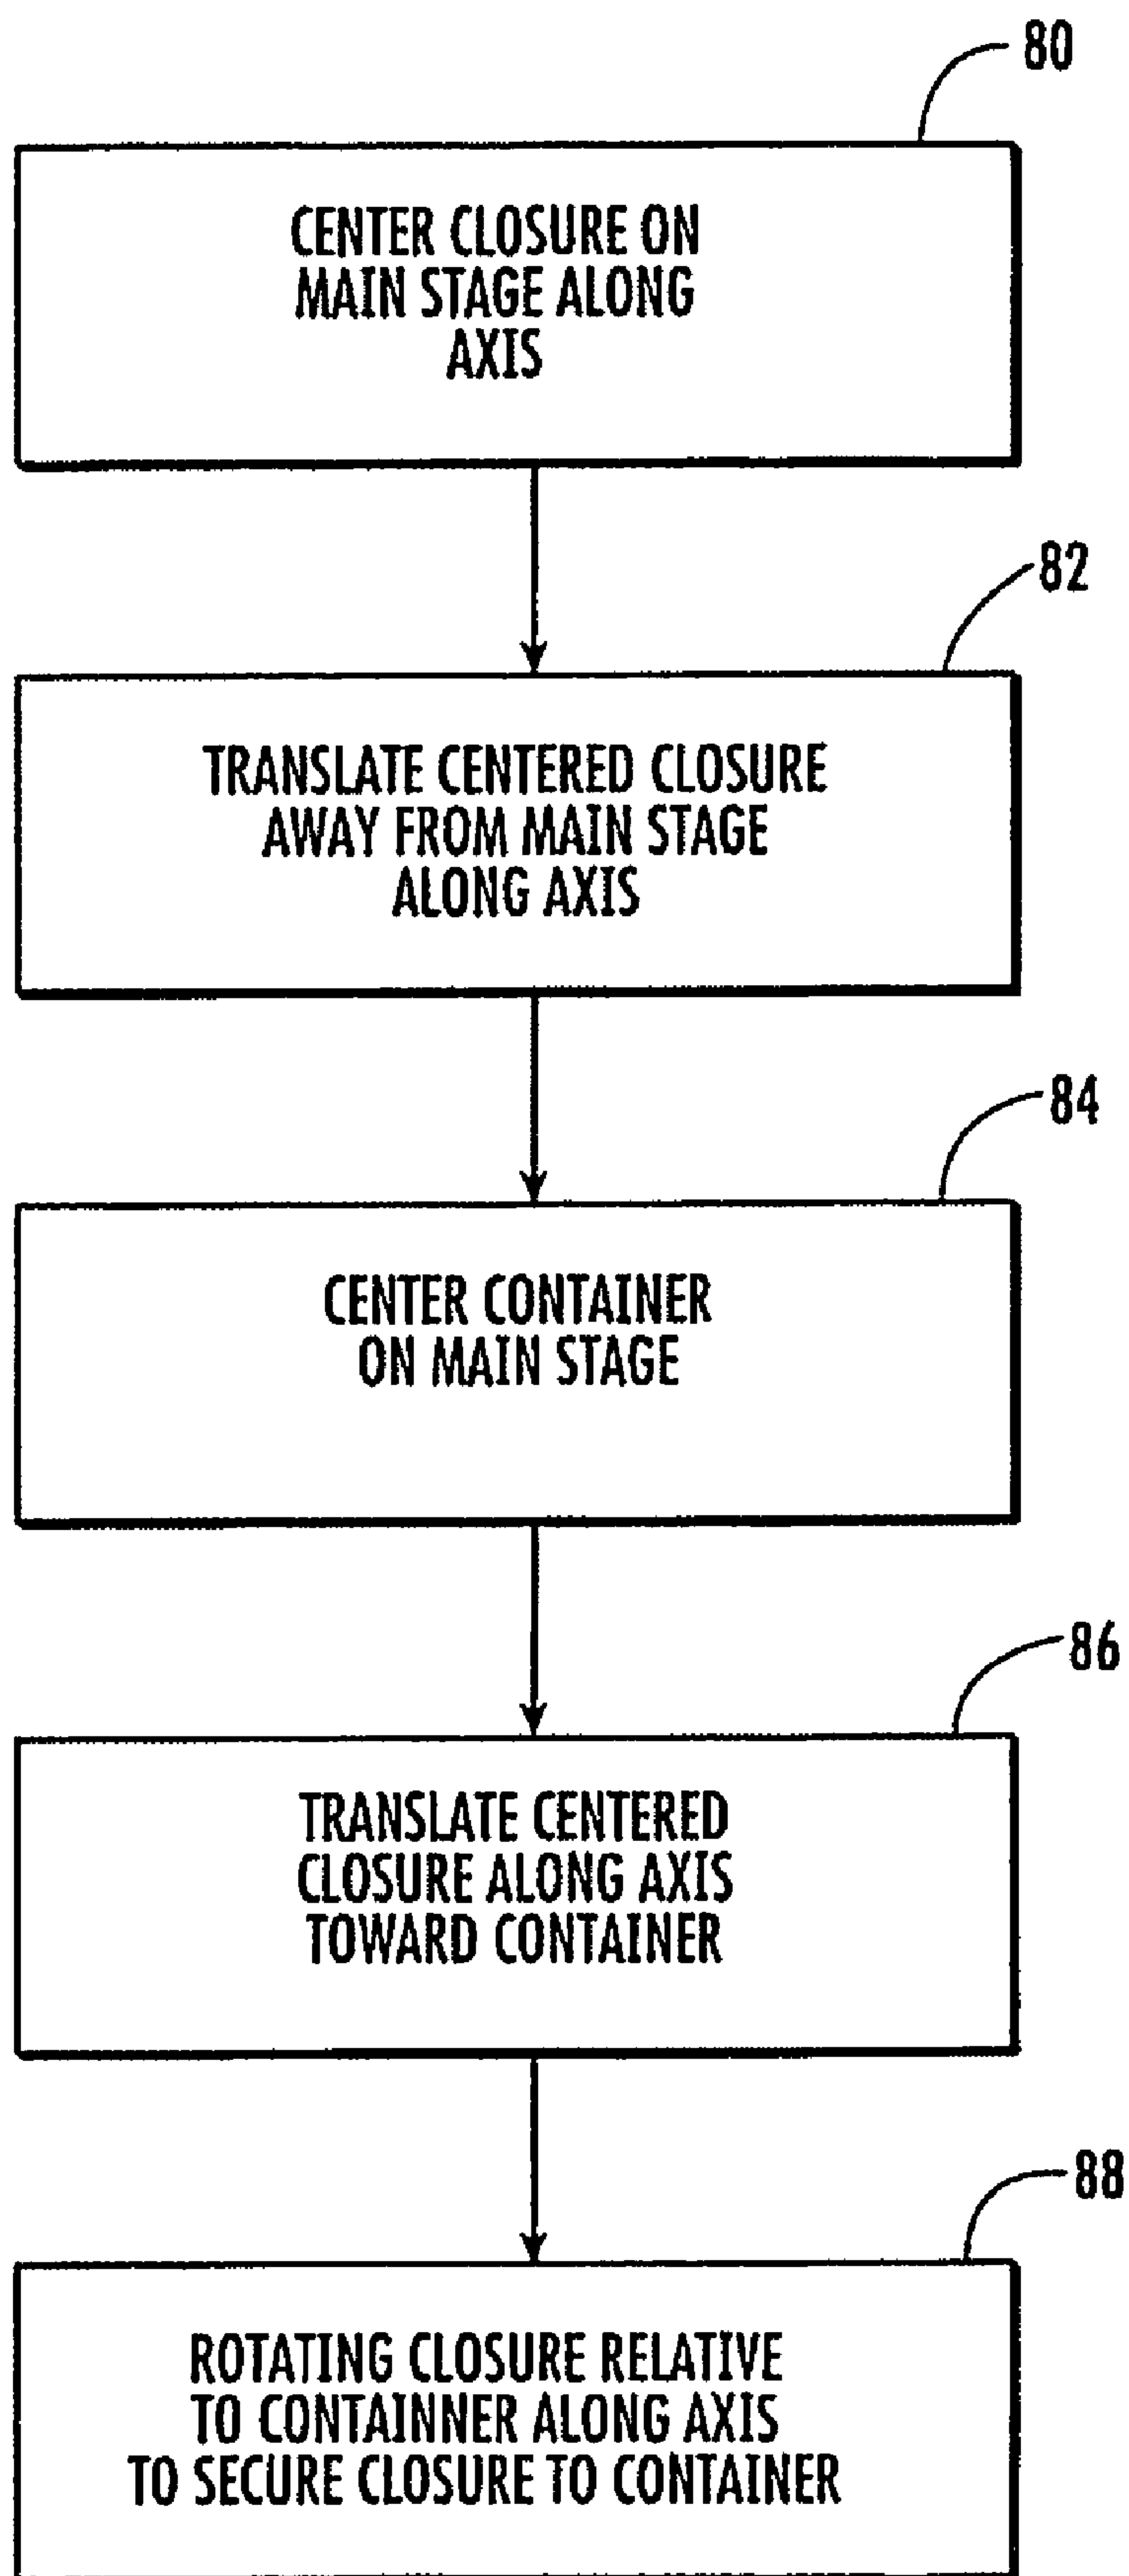 80
CENTER CLOSURE ON
MAIN STAGE ALONG
AXIS
82
TRANSLATE CENTERED CLOSURE
AWAY FROM MAIN STAGE
ALONG AXIS
84
CENTER CONTAINER
ON MAIN STAGE
86
TRANSLATE CENTERED
CLOSURE ALONG AXIS
TOWARD CONTAINER
88
ROTATING CLOSURE RELATIVE
TO CONTAINNER ALONG AXIS
TO SECURE CLOSURE TO CONTAINER